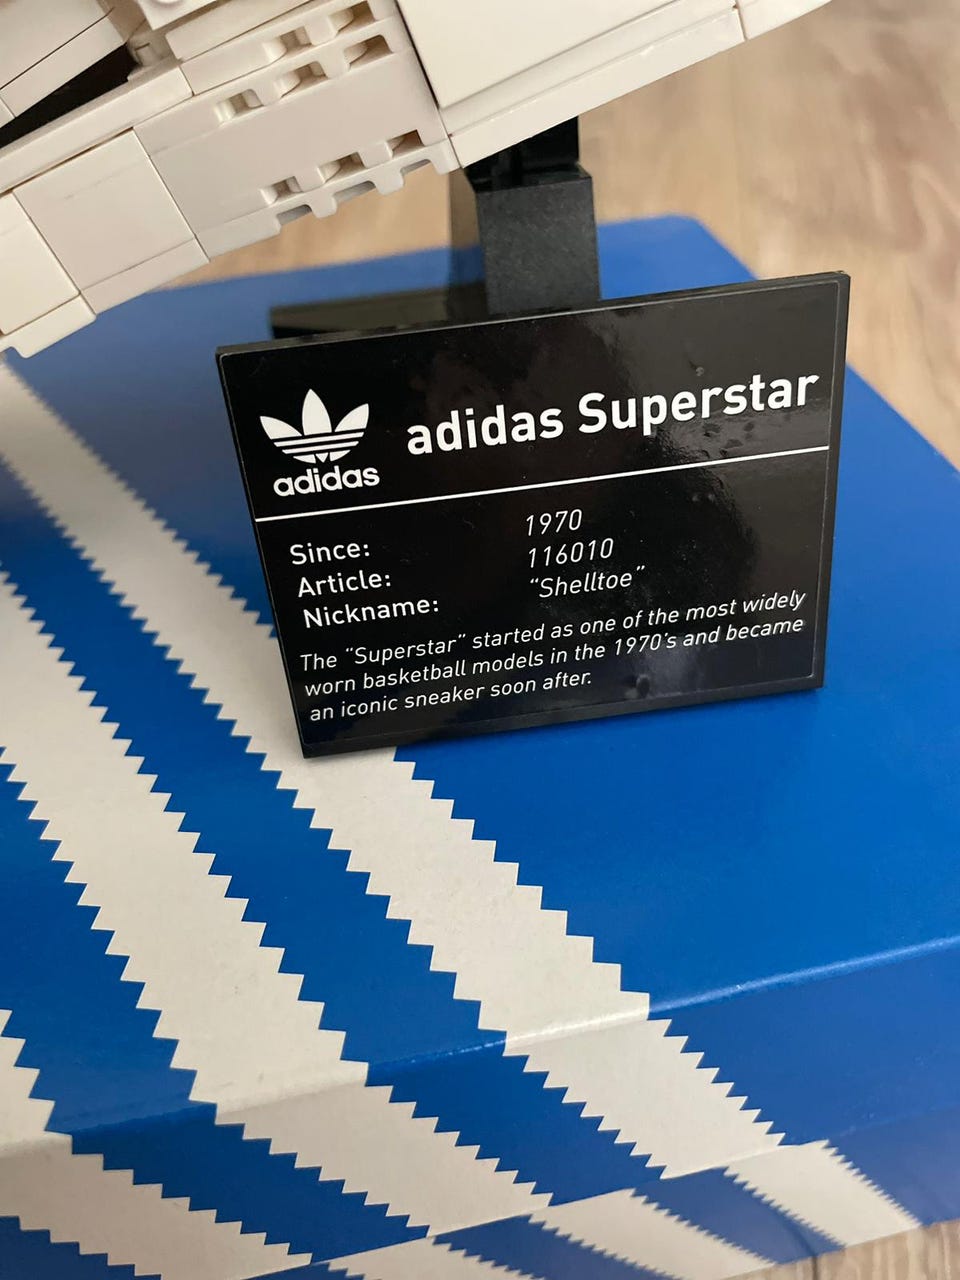 adidas
adidas Superstar
Since: 1970
Article: 116010
Nickname: “Shelltoe”
The “Superstar” started as one of the most widely
worn basketball models in the 1970’s and became
an iconic sneaker soon after.